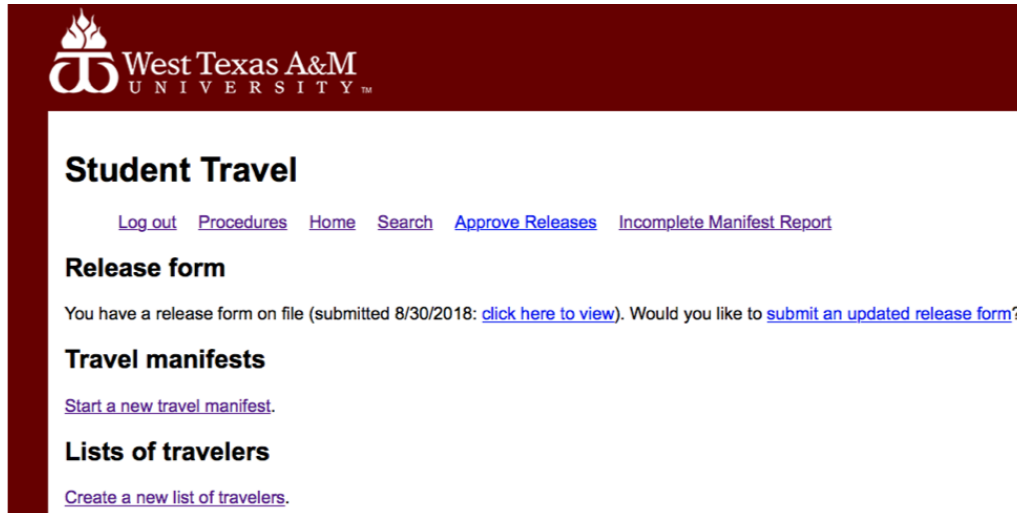 West Texas A&M
UNIVERSITY™
Student Travel
Log out Procedures Home Search Approve Releases Incomplete Manifest Report
Release form
You have a release form on file (submitted 8/30/2018: click here to view). Would you like to submit an updated release form?
Travel manifests
Start a new travel manifest.
Lists of travelers
Create a new list of travelers.